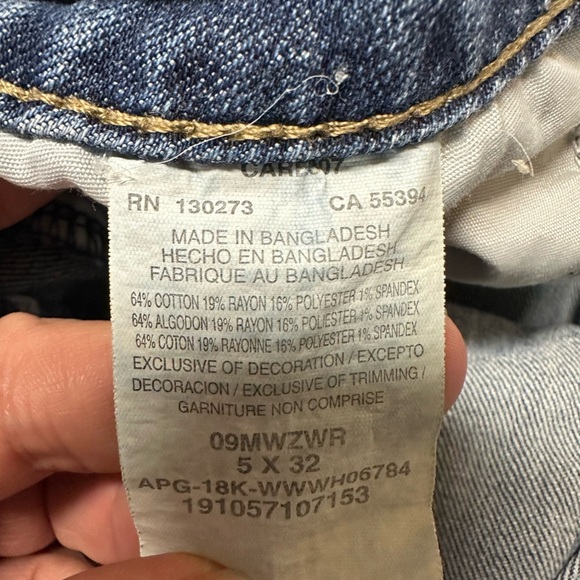 RN 130273 CA 55394
MADE IN BANGLADESH
HECHO EN BANGLADESH
FABRIQUE AU BANGLADESH
64% COTTON 19% RAYON 16% POLYESTER 1% SPANDEX
64% ALGODON 19% RAYON 16% POLYESTER 1% SPANDEX
64% COTON 19% RAYONNE 16% POLYESTER 1% SPANDEX
EXCLUSIVE OF DECORATION / EXCEPTO
DECORACION / EXCLUSIVE OF TRIMMING /
GARNITURE NON COMPRISE
09MWZWR
5 X 32
APG-18K-WWWH06784
191057107153